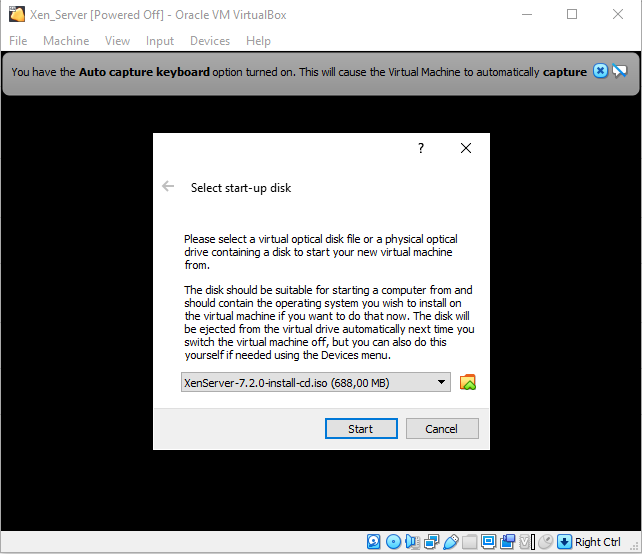 Xen_Server [Powered Off] - Oracle VM VirtualBox
File Machine View Input Devices Help
You have the Auto capture keyboard option turned on. This will cause the Virtual Machine to automatically capture
?
Select start-up disk
Please select a virtual optical disk file or a physical optical
drive containing a disk to start your new virtual machine
from.
The disk should be suitable for starting a computer from and
should contain the operating system you wish to install on
the virtual machine if you want to do that now. The disk will
be ejected from the virtual drive automatically next time you
switch the virtual machine off, but you can also do this
yourself if needed using the Devices menu.
XenServer-7.2.0-install-cd.iso (688,00 MB)
Start Cancel
Right Ctrl